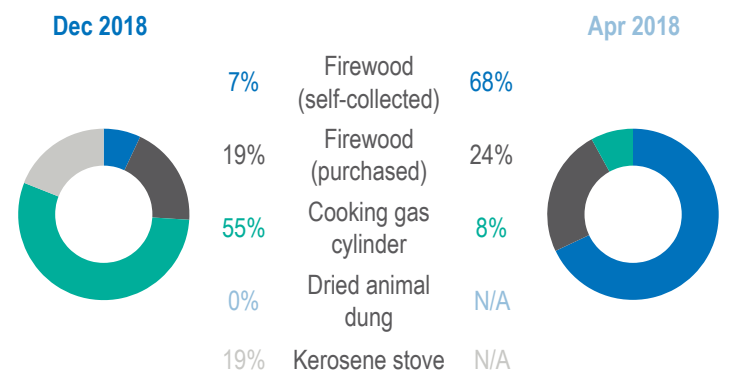 Dec 2018 Apr 2018
7% Firewood (self-collected) 68%
19% Firewood (purchased) 24%
55% Cooking gas cylinder 8%
0% Dried animal dung N/A
19% Kerosene stove N/A